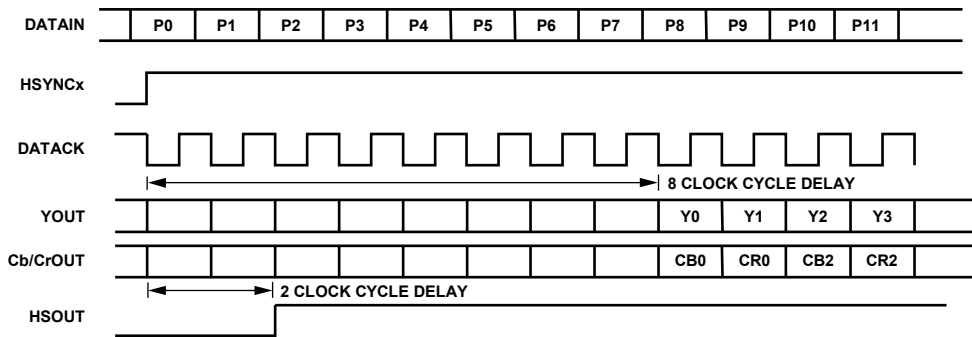 DATAIN P0 P1 P2 P3 P4 P5 P6 P7 P8 P9 P10 P11
HSYNCx
DATACK
8 CLOCK CYCLE DELAY
YOUT Y0 Y1 Y2 Y3
Cb/CrOUT CB0 CR0 CB2 CR2
2 CLOCK CYCLE DELAY
HSOUT